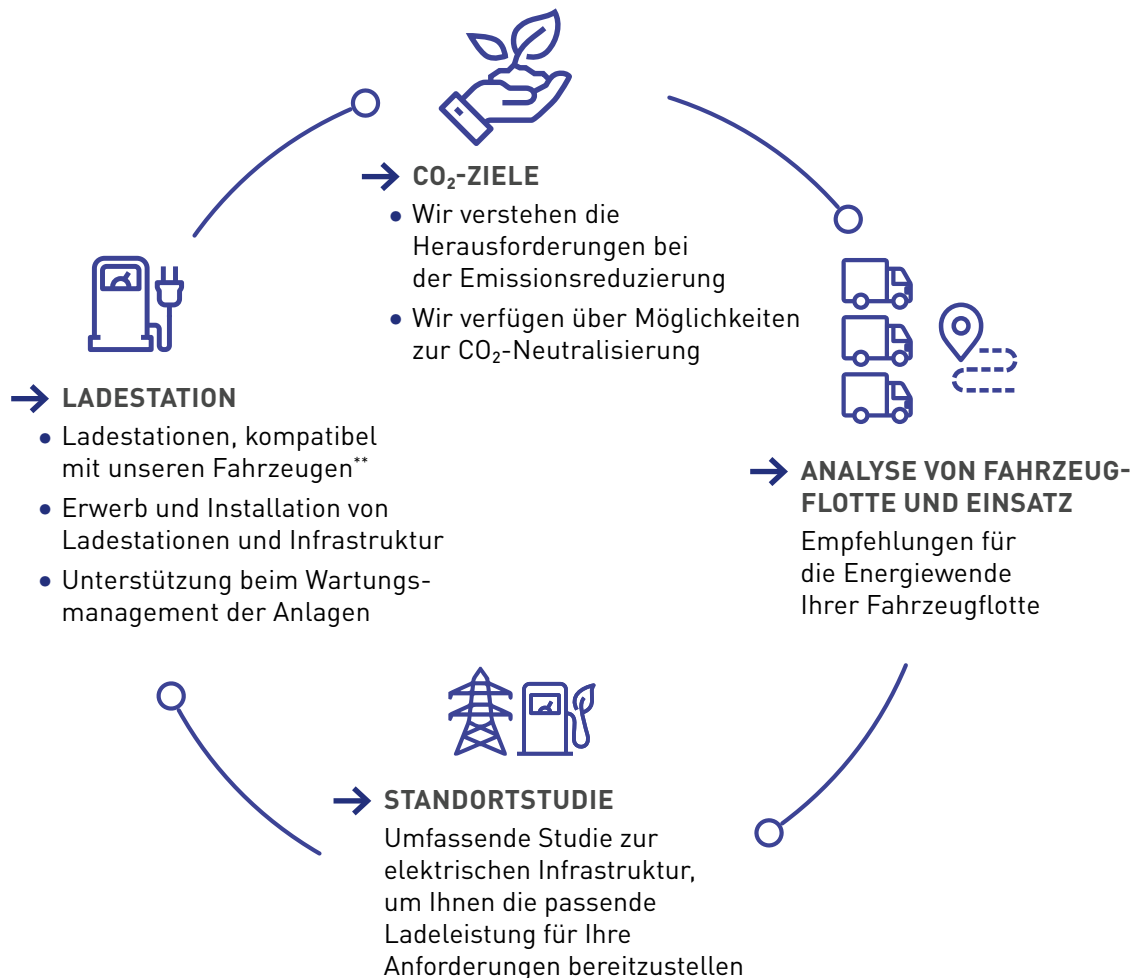 CO₂-ZIELE
• Wir verstehen die
Herausforderungen bei
der Emissionsreduzierung
• Wir verfügen über Möglichkeiten
zur CO₂-Neutralisierung
ANALYSE VON FAHRZEUG-
FLOTTE UND EINSATZ
Empfehlungen für
die Energiewende
Ihrer Fahrzeugflotte
STANDORTSTUDIE
Umfassende Studie zur
elektrischen Infrastruktur,
um Ihnen die passende
Ladeleistung für Ihre
Anforderungen bereitzustellen
LADESTATION
• Ladestationen, kompatibel
mit unseren Fahrzeugen**
• Erwerb und Installation von
Ladestationen und Infrastruktur
• Unterstützung beim Wartungs-
management der Anlagen